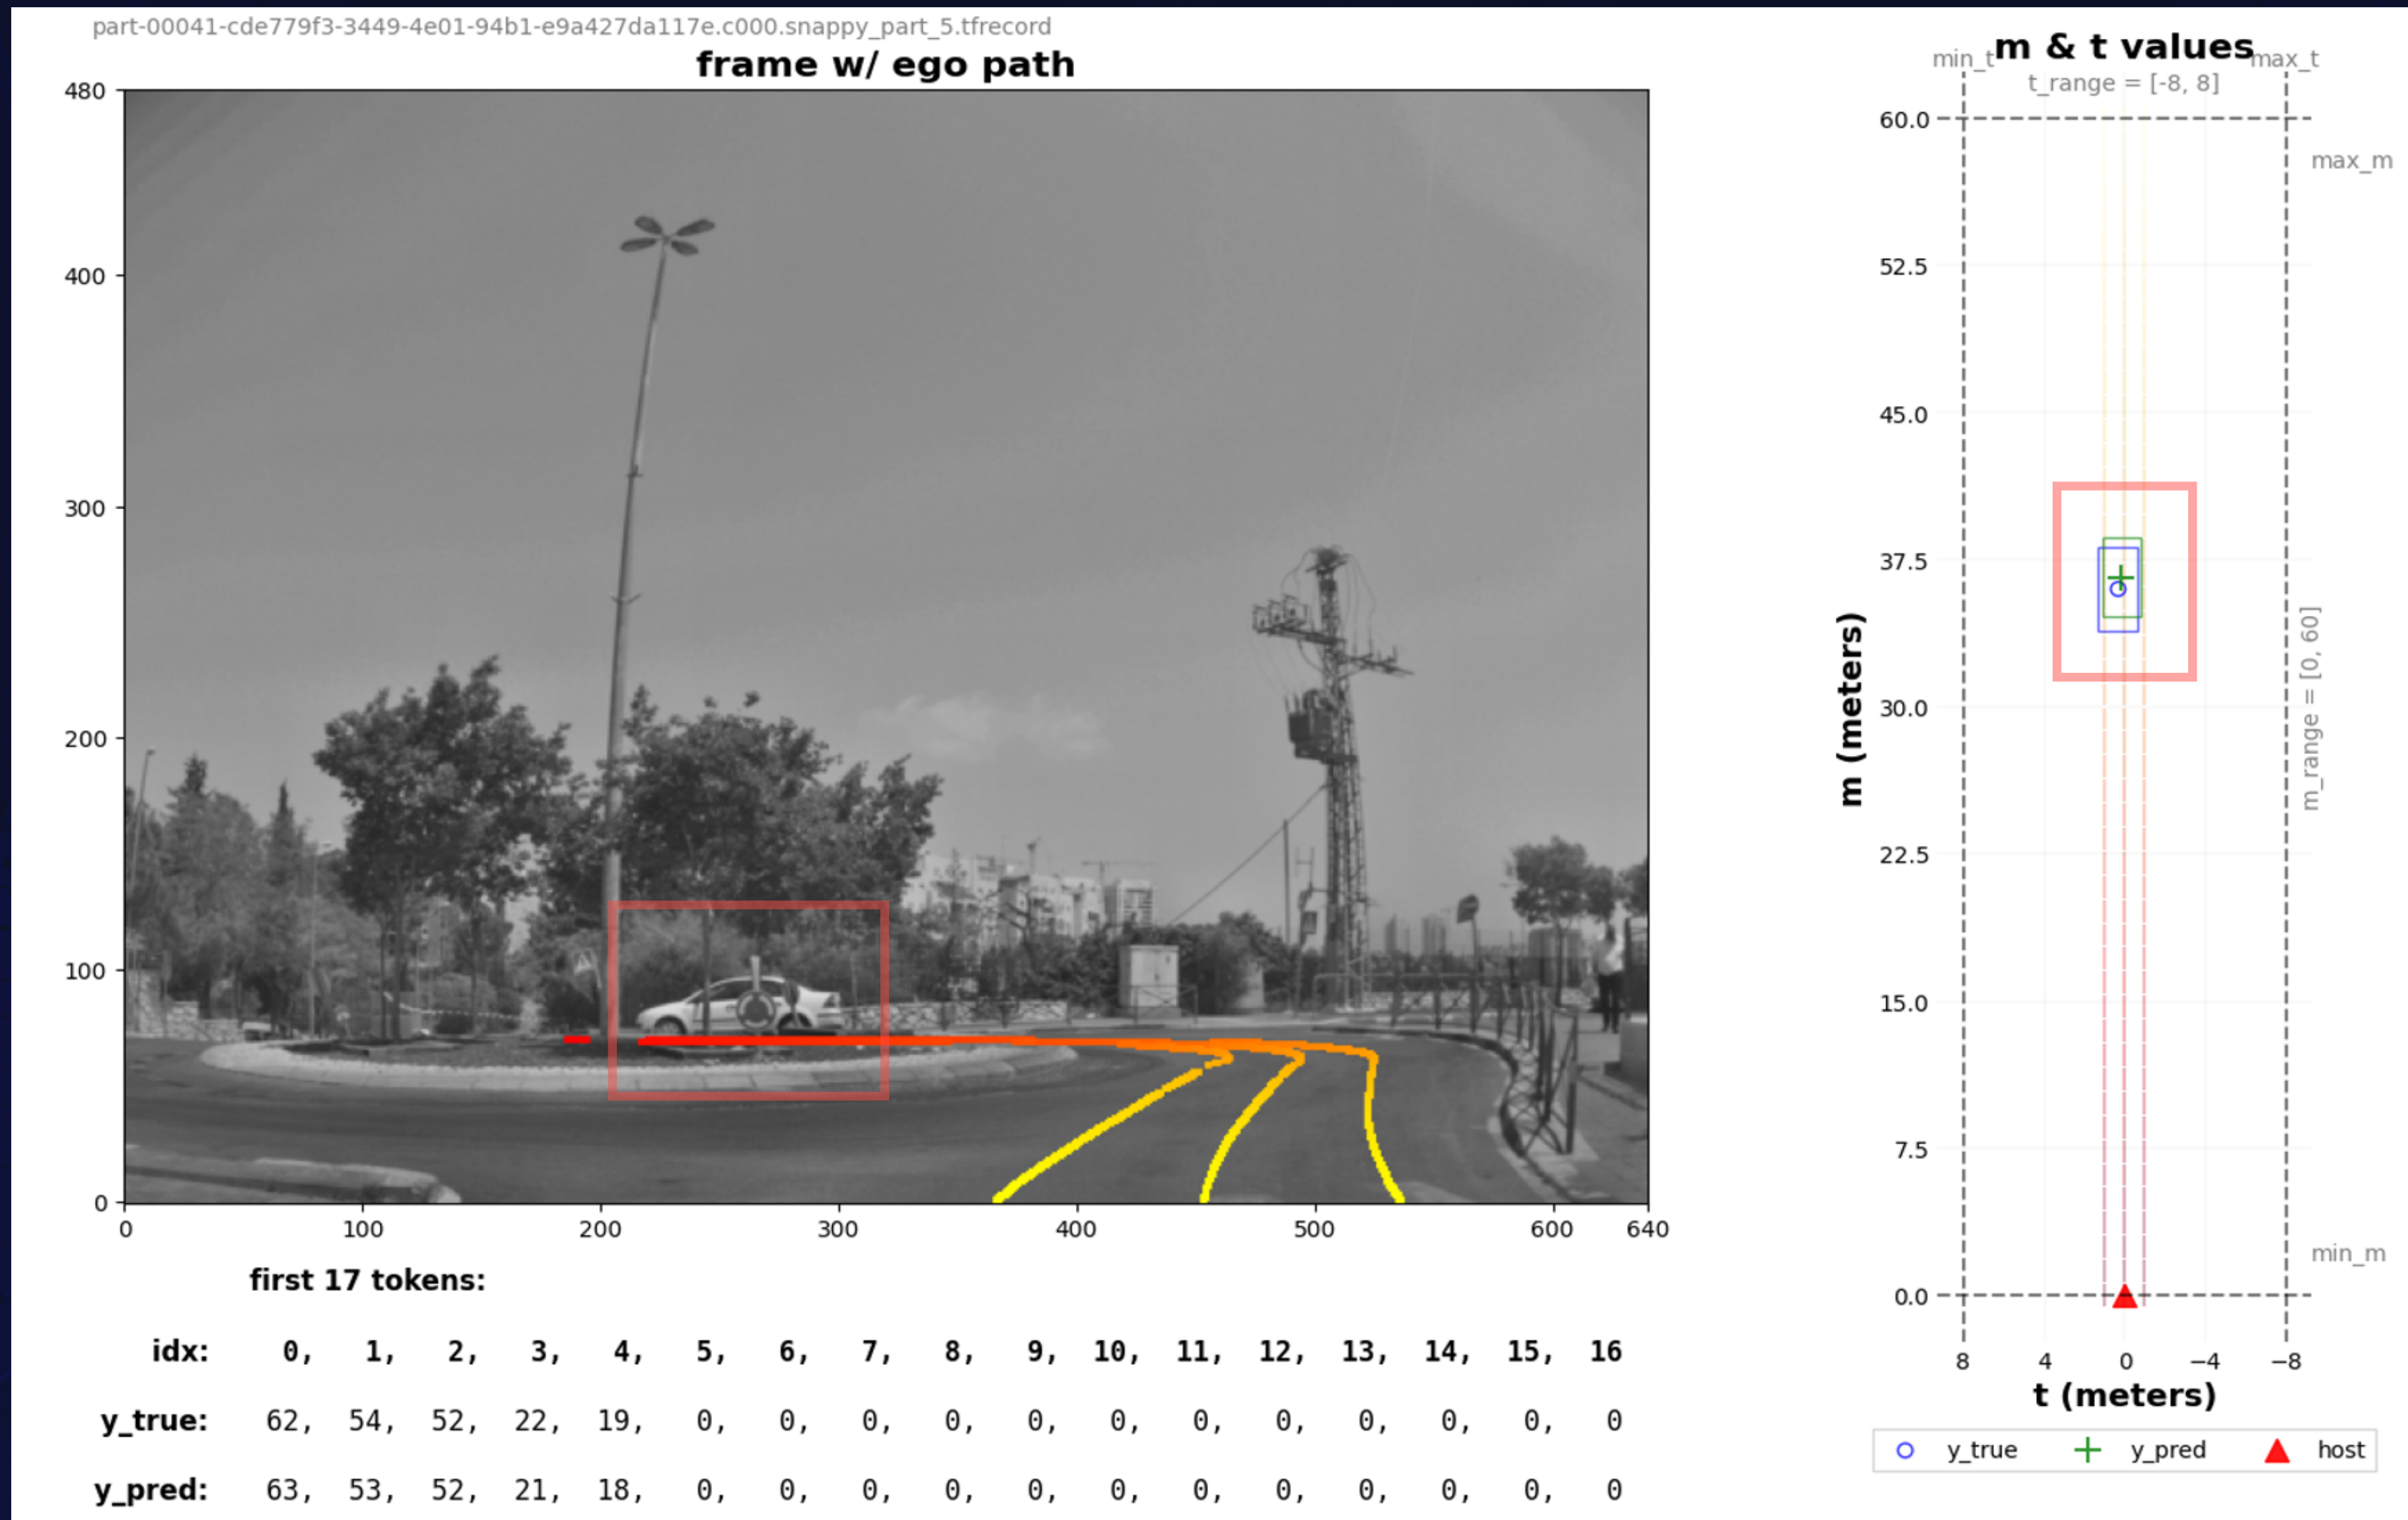 part-00041-cde779f3-3449-4e01-94b1-e9a427da117e.c000.snappy_part_5.tfrecord
frame w/ ego path
480
400
300
200
100
0
0 100 200 300 400 500 600 640
first 17 tokens:
idx: 0, 1, 2, 3, 4, 5, 6, 7, 8, 9, 10, 11, 12, 13, 14, 15, 16
y_true: 62, 54, 52, 22, 19, 0, 0, 0, 0, 0, 0, 0, 0, 0, 0, 0, 0
y_pred: 63, 53, 52, 21, 18, 0, 0, 0, 0, 0, 0, 0, 0, 0, 0, 0, 0
m & t values
min_t max_t
t_range = [-8, 8]
60.0
max_m
52.5
45.0
37.5
30.0
22.5
15.0
7.5
min_m
0.0
m (meters)
m_range = [0, 60]
8 4 0 −4 −8
t (meters)
y_true y_pred host